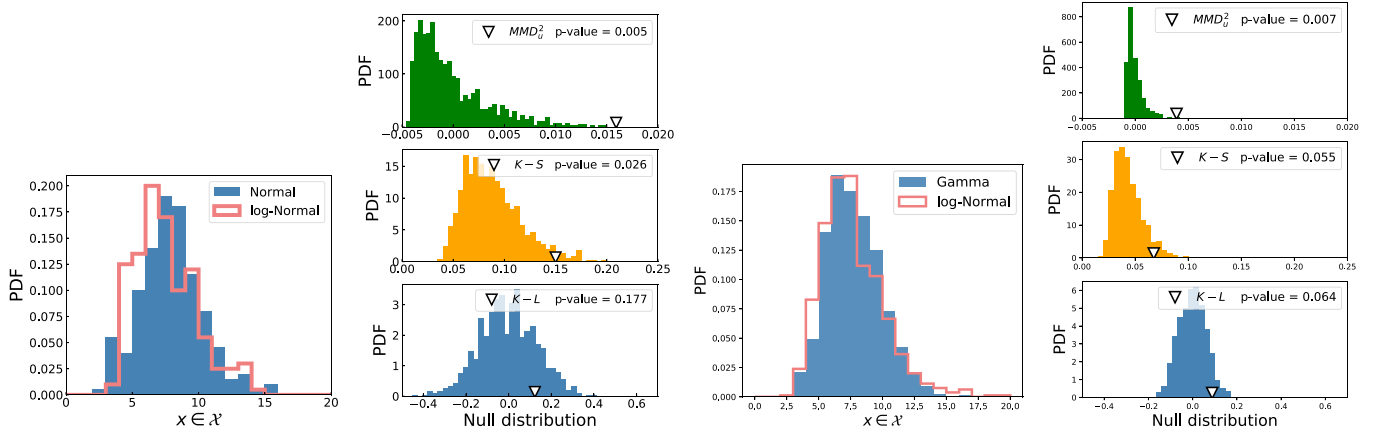 PDF
0.000
0.025
0.050
0.075
0.100
0.125
0.150
0.175
0.200
Normal
log-Normal
0 5 10 15 20
x ∈ 𝒳
PDF
0
100
200
MMD²ᵤ p-value = 0.005
−0.005 0.000 0.005 0.010 0.015 0.020
PDF
0
5
10
15
K − S p-value = 0.026
0.00 0.05 0.10 0.15 0.20 0.25
PDF
0
1
2
3
K − L p-value = 0.177
−0.4 −0.2 0.0 0.2 0.4 0.6
Null distribution
PDF
0,000
0,025
0,050
0,075
0,100
0,125
0,150
0,175
Gamma
log-Normal
0,0 2,5 5,0 7,5 10,0 12,5 15,0 17,5 20,0
x ∈ 𝒳
PDF
0
200
400
600
800
MMD²ᵤ p-value = 0.007
−0.005 0.000 0.005 0.010 0.015 0.020
PDF
0
10
20
30
K − S p-value = 0.055
0.00 0.05 0.10 0.15 0.20 0.25
PDF
0
1
2
3
4
5
6
K − L p-value = 0.064
−0.4 −0.2 0.0 0.2 0.4 0.6
Null distribution